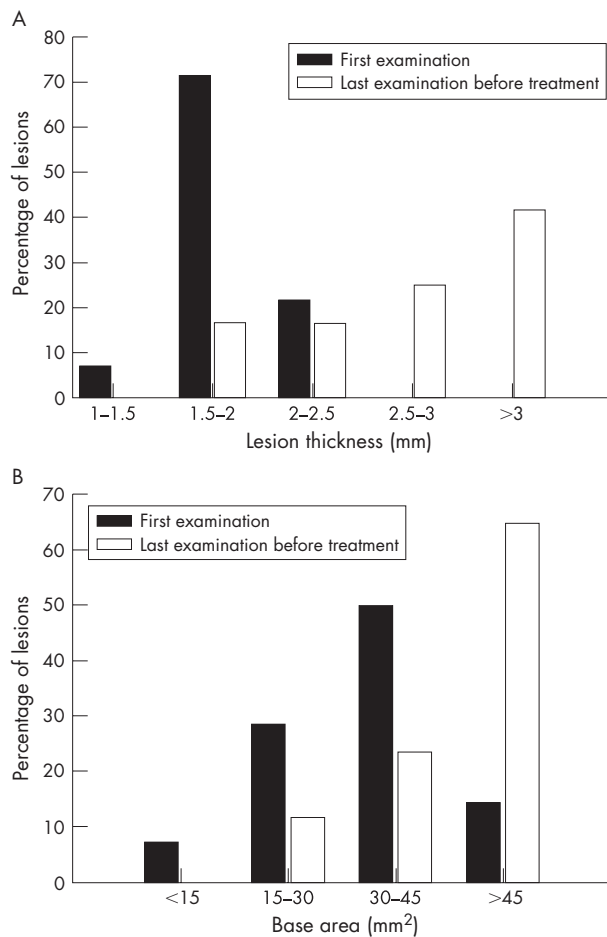 A
80
70
60
50
40
30
20
10
0
Percentage of lesions
First examination
Last examination before treatment
1–1.5 1.5–2 2–2.5 2.5–3 >3
Lesion thickness (mm)
B
70
60
50
40
30
20
10
0
Percentage of lesions
First examination
Last examination before treatment
<15 15–30 30–45 >45
Base area (mm²)